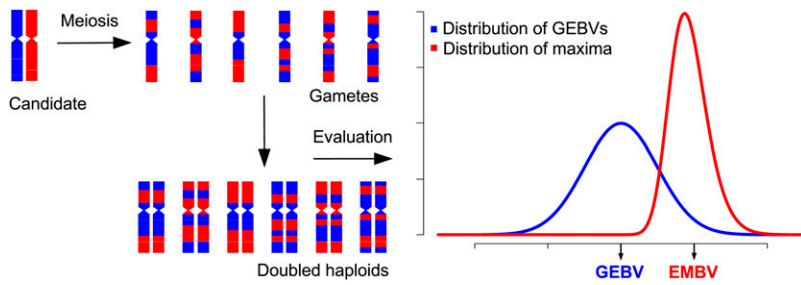 Meiosis
Candidate
Gametes
Evaluation
Doubled haploids
Distribution of GEBVs
Distribution of maxima
GEBV
EMBV